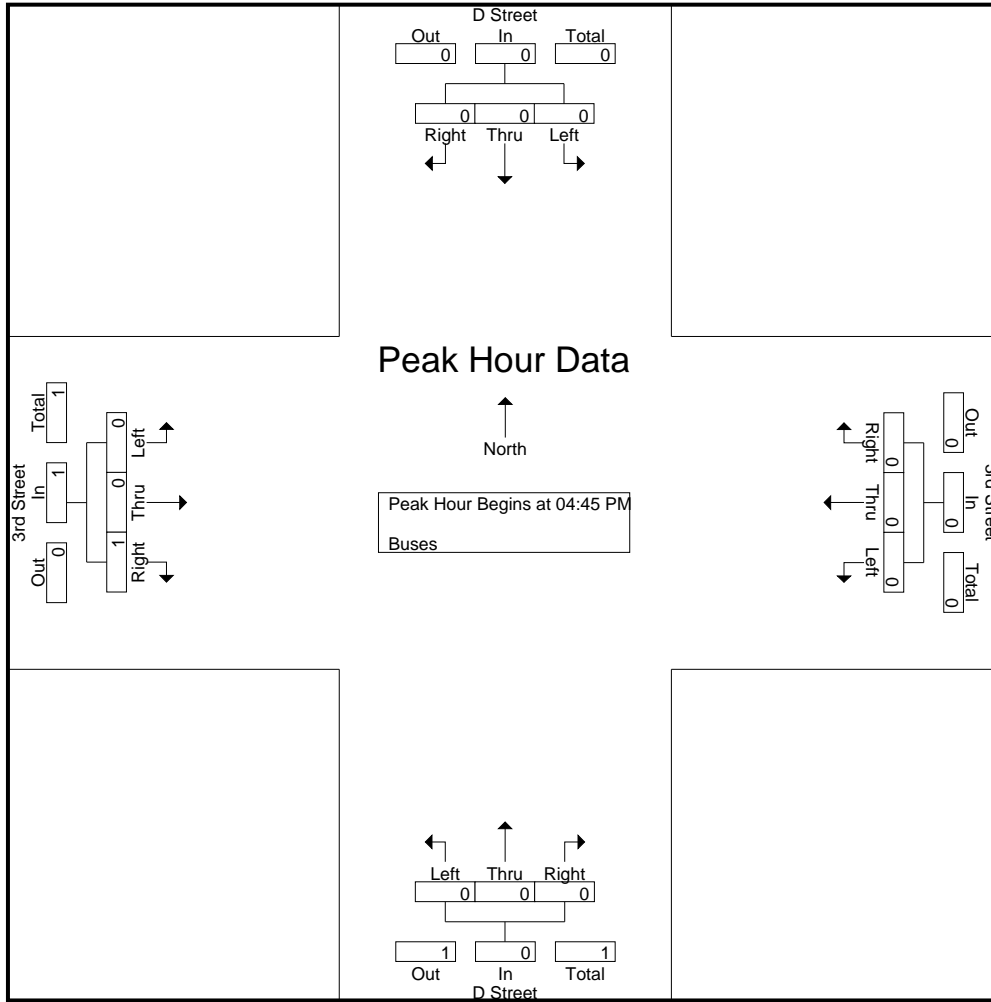 D Street
Out In Total
0 0 0
0 0 0
Right Thru Left
Peak Hour Data
North
Peak Hour Begins at 04:45 PM
Buses
3rd Street
Out In Total
0 1 1
Right Thru Left
1 0 0
3rd Street
Out In Total
0 0 0
Right Thru Left
0 0 0
Left Thru Right
0 0 0
1 0 1
Out In Total
D Street